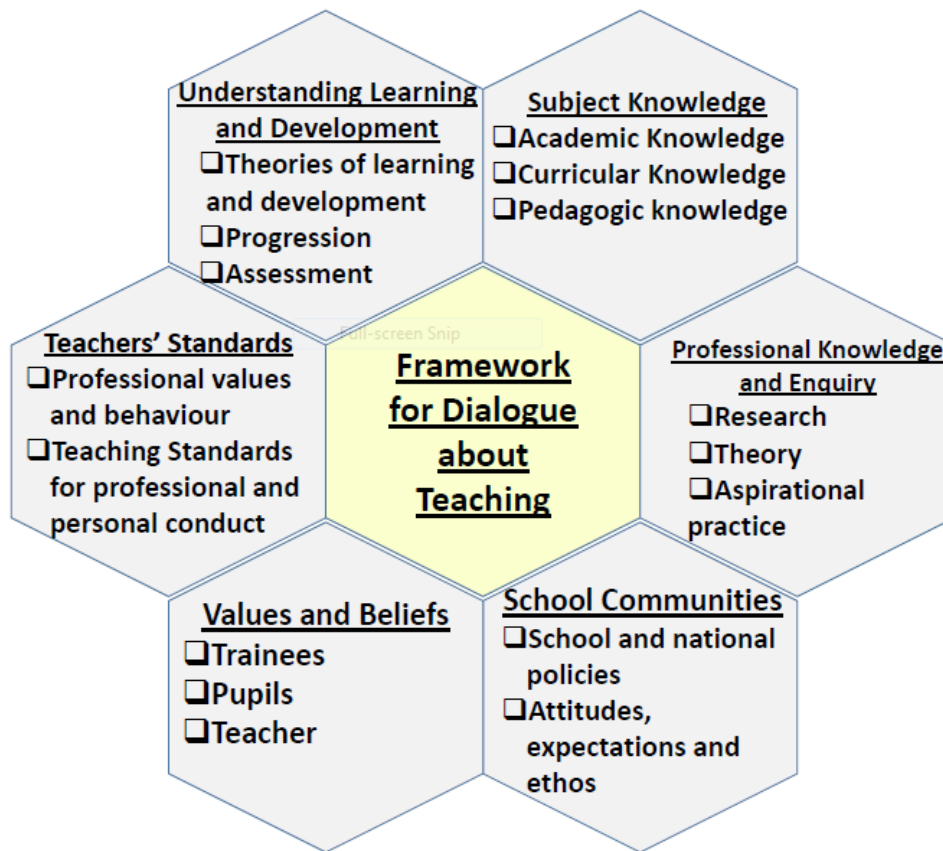 Understanding Learning
and Development
❑Theories of learning
and development
❑Progression
❑Assessment
Subject Knowledge
❑Academic Knowledge
❑Curricular Knowledge
❑Pedagogic knowledge
Teachers’ Standards
❑Professional values
and behaviour
❑Teaching Standards
for professional and
personal conduct
Full-screen Snip
Framework
for Dialogue
about
Teaching
Professional Knowledge
and Enquiry
❑Research
❑Theory
❑Aspirational
practice
Values and Beliefs
❑Trainees
❑Pupils
❑Teacher
School Communities
❑School and national
policies
❑Attitudes,
expectations and
ethos